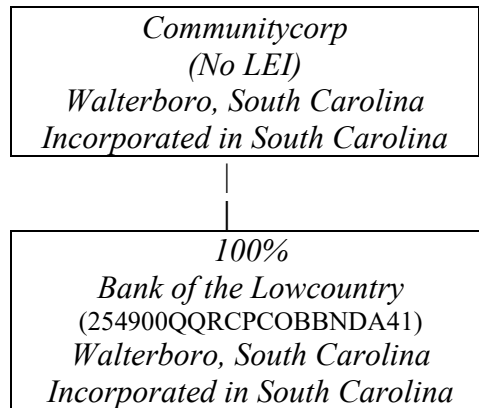 Communitycorp
(No LEI)
Walterboro, South Carolina
Incorporated in South Carolina
100%
Bank of the Lowcountry
(254900QQRCPCOBBNDA41)
Walterboro, South Carolina
Incorporated in South Carolina